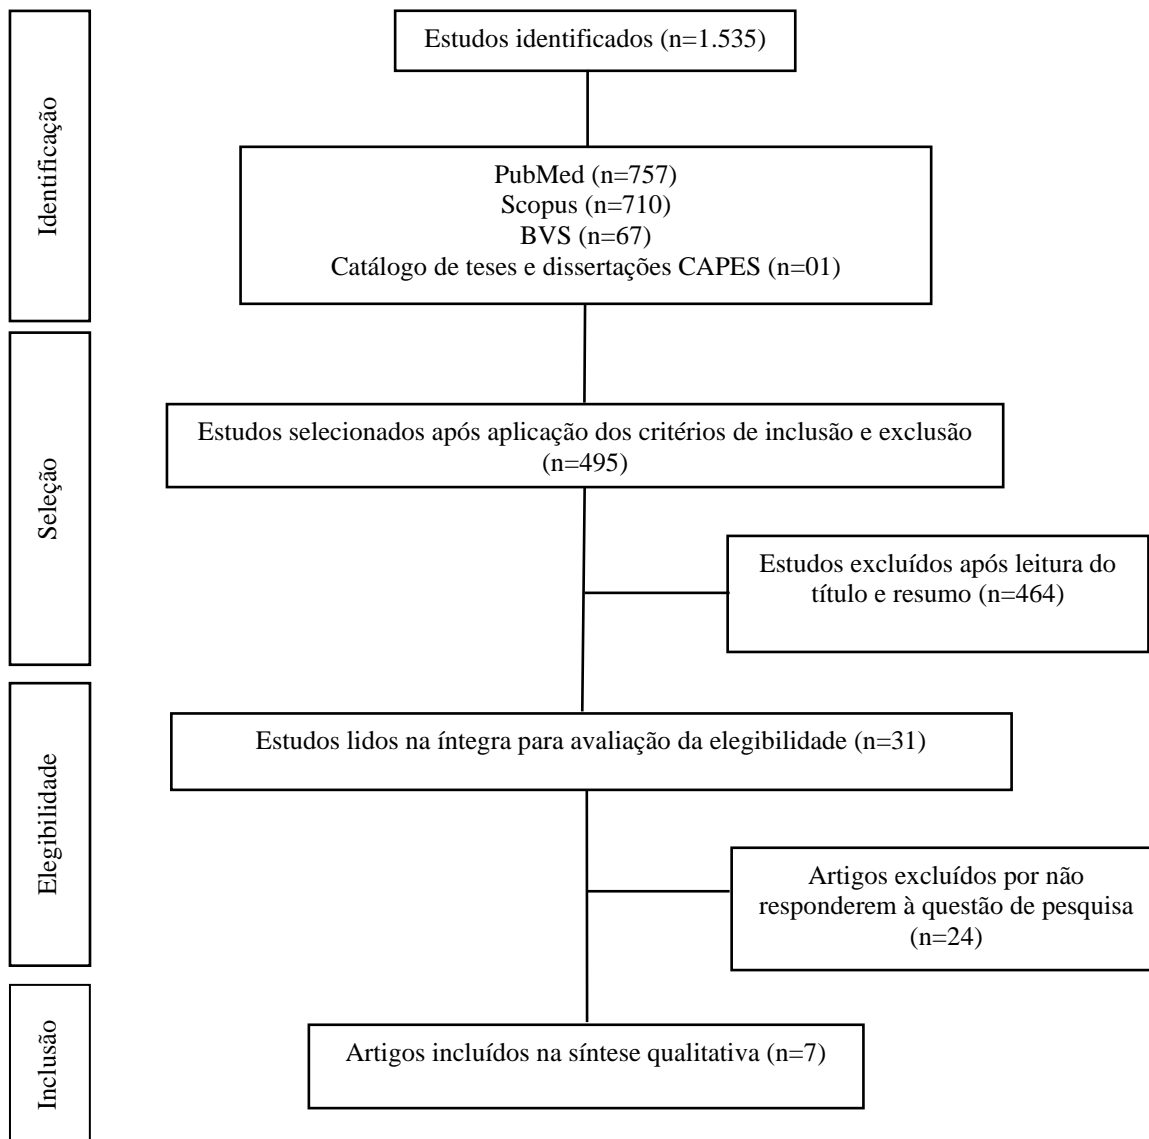 Identificação
Estudos identificados (n=1.535)
PubMed (n=757)
Scopus (n=710)
BVS (n=67)
Catálogo de teses e dissertações CAPES (n=01)
Seleção
Estudos selecionados após aplicação dos critérios de inclusão e exclusão
(n=495)
Estudos excluídos após leitura do
título e resumo (n=464)
Elegibilidade
Estudos lidos na íntegra para avaliação da elegibilidade (n=31)
Artigos excluídos por não
responderem à questão de pesquisa
(n=24)
Inclusão
Artigos incluídos na síntese qualitativa (n=7)